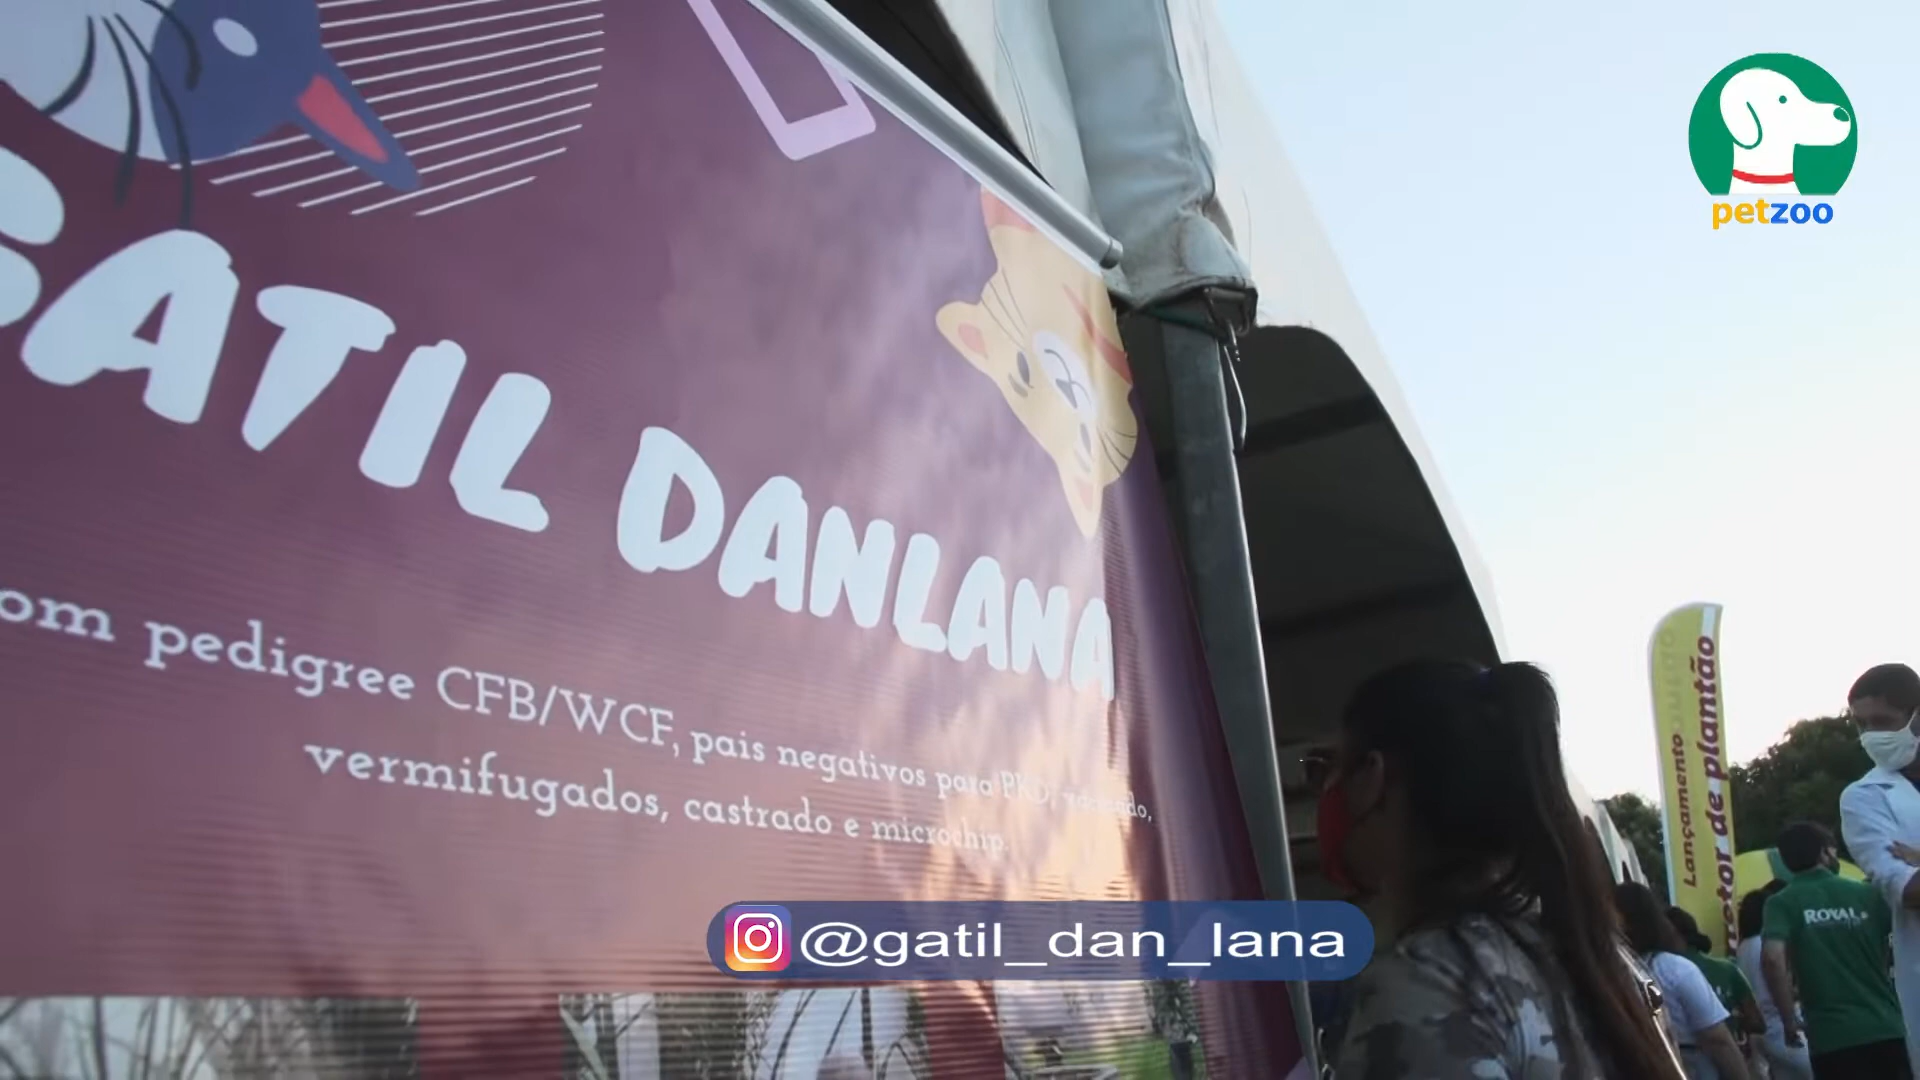 petzoo
GATIL DANLANA
om pedigree CFB/WCF, pais negativos para PKD,
vermifugados, castrado e microchip.
Lançamento
tor de plantão
ROYAL
@gatil_dan_lana